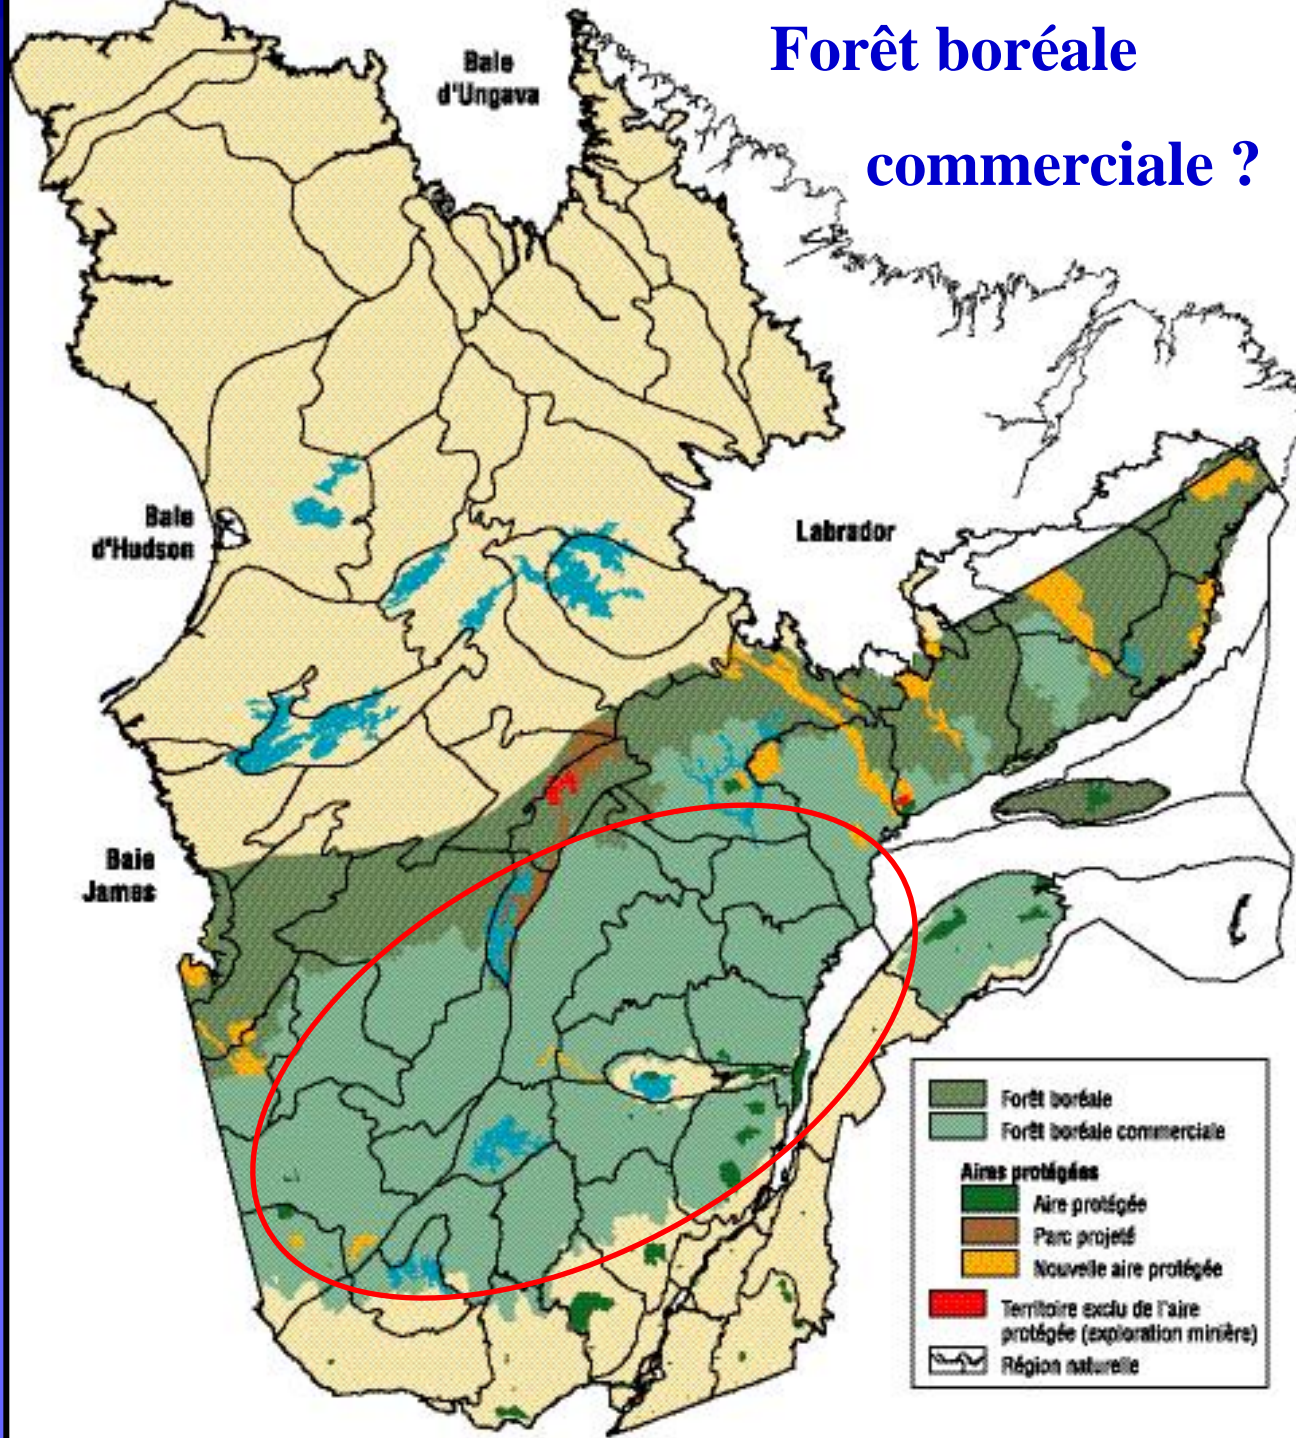 Forêt boréale
commerciale ?
Baie
d'Ungava
Baie
d'Hudson
Labrador
Baie
James
Forêt boréale
Forêt boréale commerciale
Aires protégées
Aire protégée
Parc projeté
Nouvelle aire protégée
Territoire exclu de l'aire
protégée (exploration minière)
Région naturelle